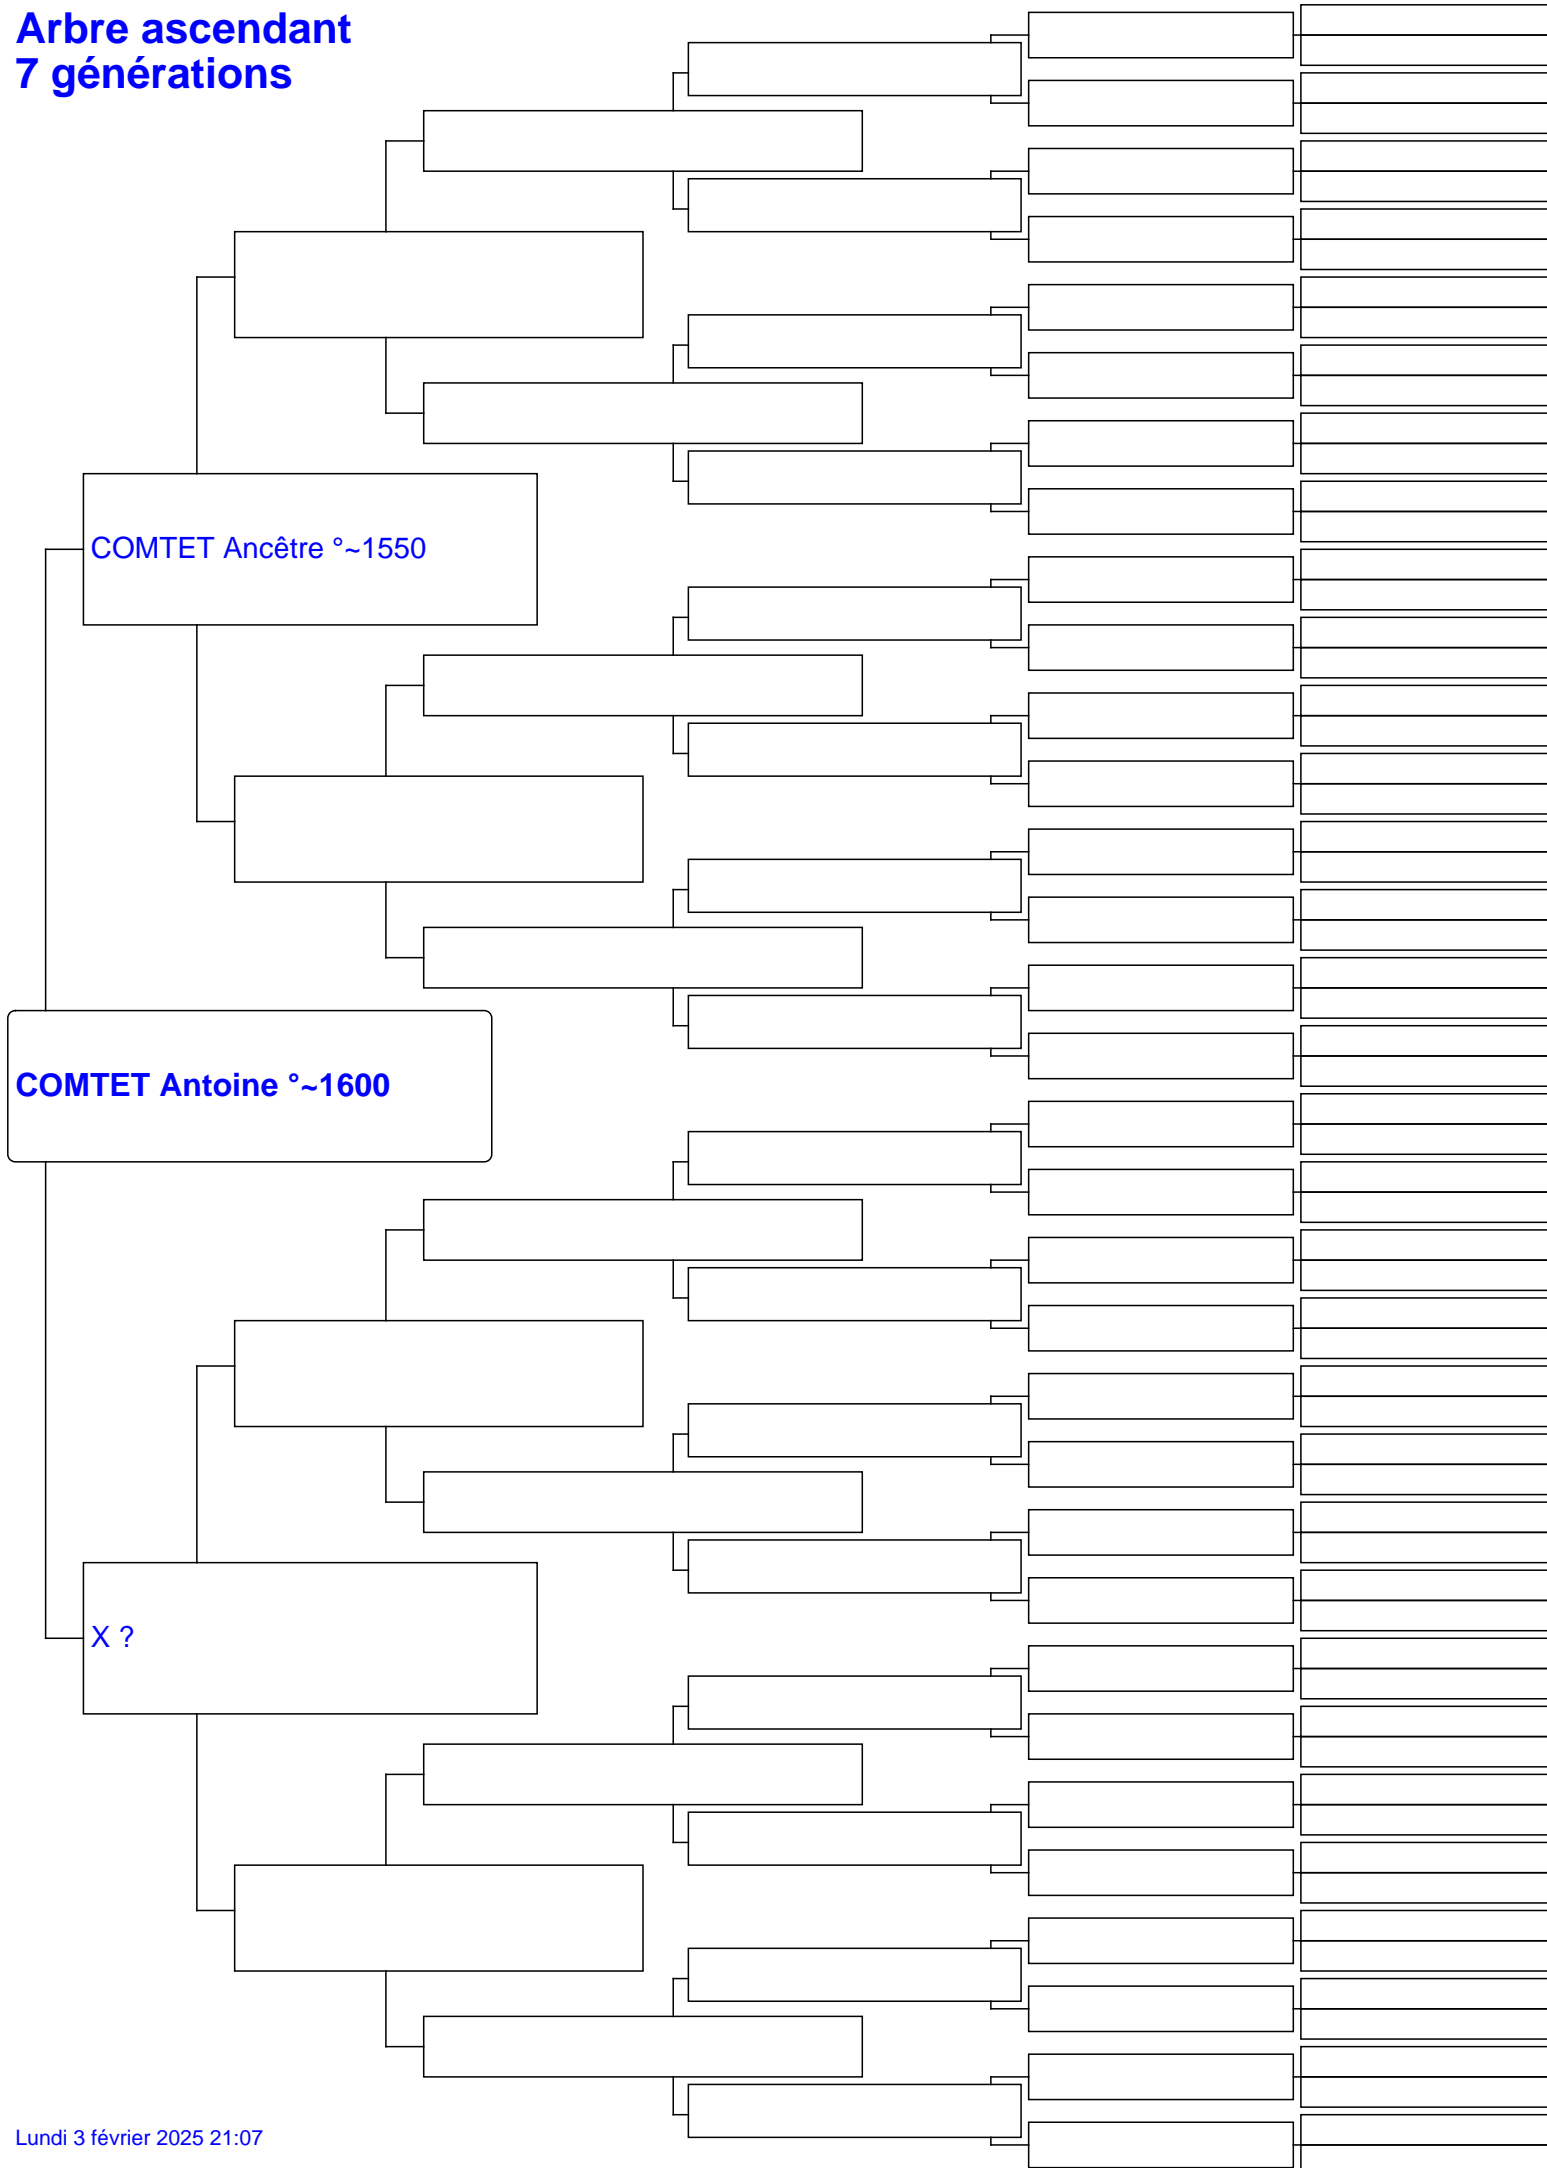 Arbre ascendant
7 générations
COMTET Ancêtre °~1550
COMTET Antoine °~1600
X ?
Lundi 3 février 2025 21:07